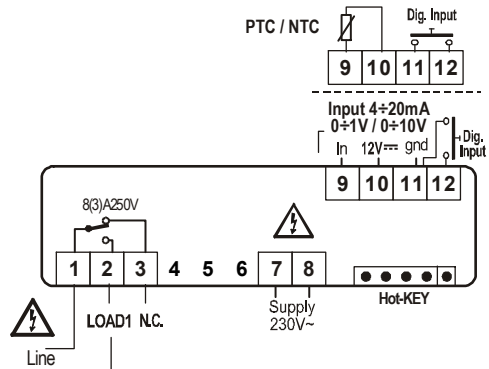 PTC / NTC
Dig. Input
9 10 11 12
Input 4÷20mA
0÷1V / 0÷10V
In 12V⎓ gnd
Dig.
Input
9 10 11 12
8(3)A250V
1 2 3 4 5 6 7 8
LOAD1 N.C.
Supply
230V~
Hot-KEY
Line